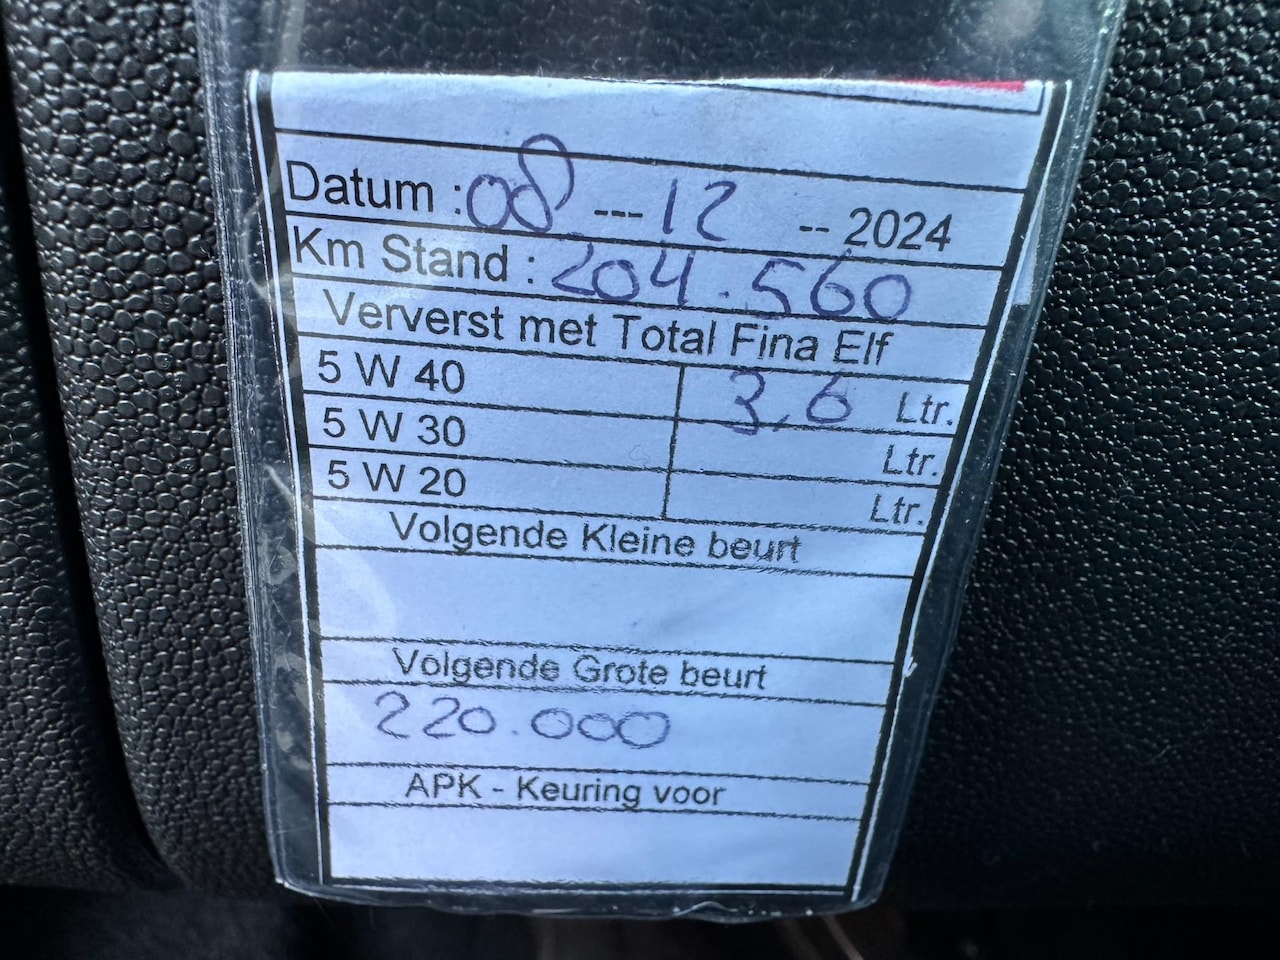 Datum : 08 --- 12 -- 2024
Km Stand : 204.560
Ververst met Total Fina Elf
5 W 40 3,6 Ltr.
5 W 30 Ltr.
5 W 20 Ltr.
Volgende Kleine beurt
Volgende Grote beurt
220.000
APK - Keuring voor